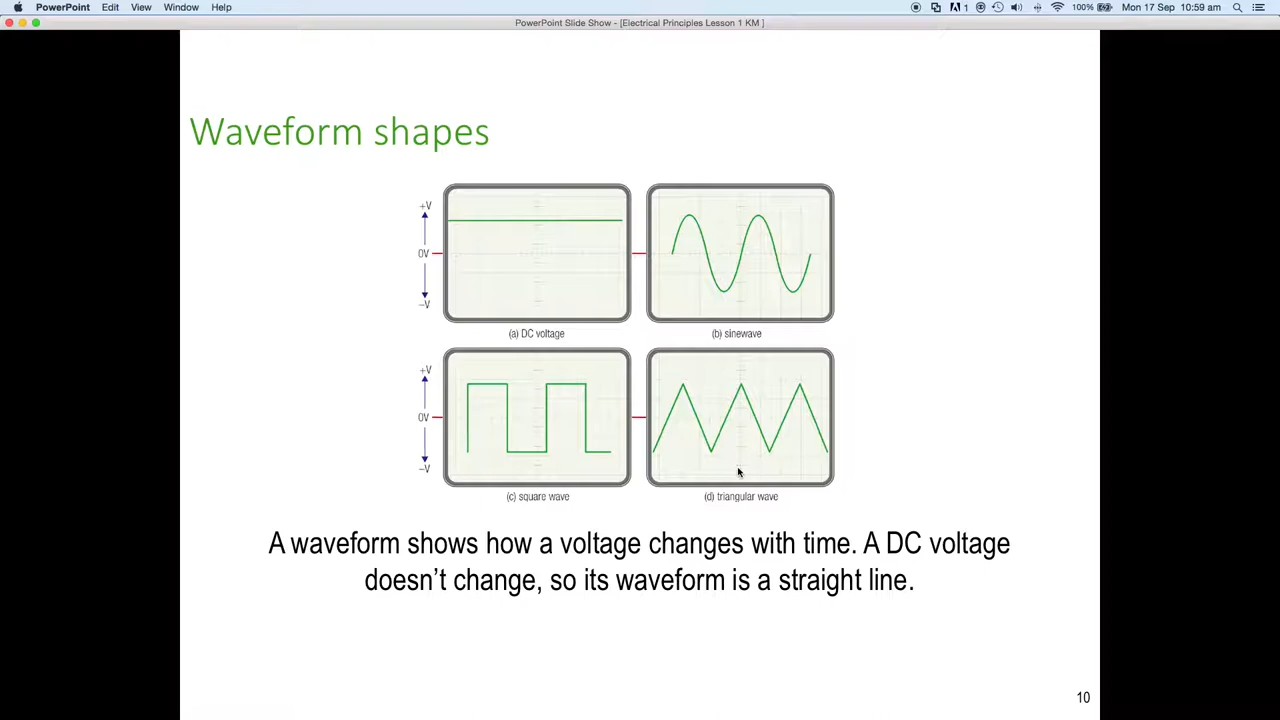 PowerPoint Edit View Window Help 1 100% Mon 17 Sep 10:59 am
PowerPoint Slide Show - [Electrical Principles Lesson 1 KM ]
Waveform shapes
+V
0V
–V
(a) DC voltage
(b) sinewave
+V
0V
–V
(c) square wave
(d) triangular wave
A waveform shows how a voltage changes with time. A DC voltage
doesn’t change, so its waveform is a straight line.
10